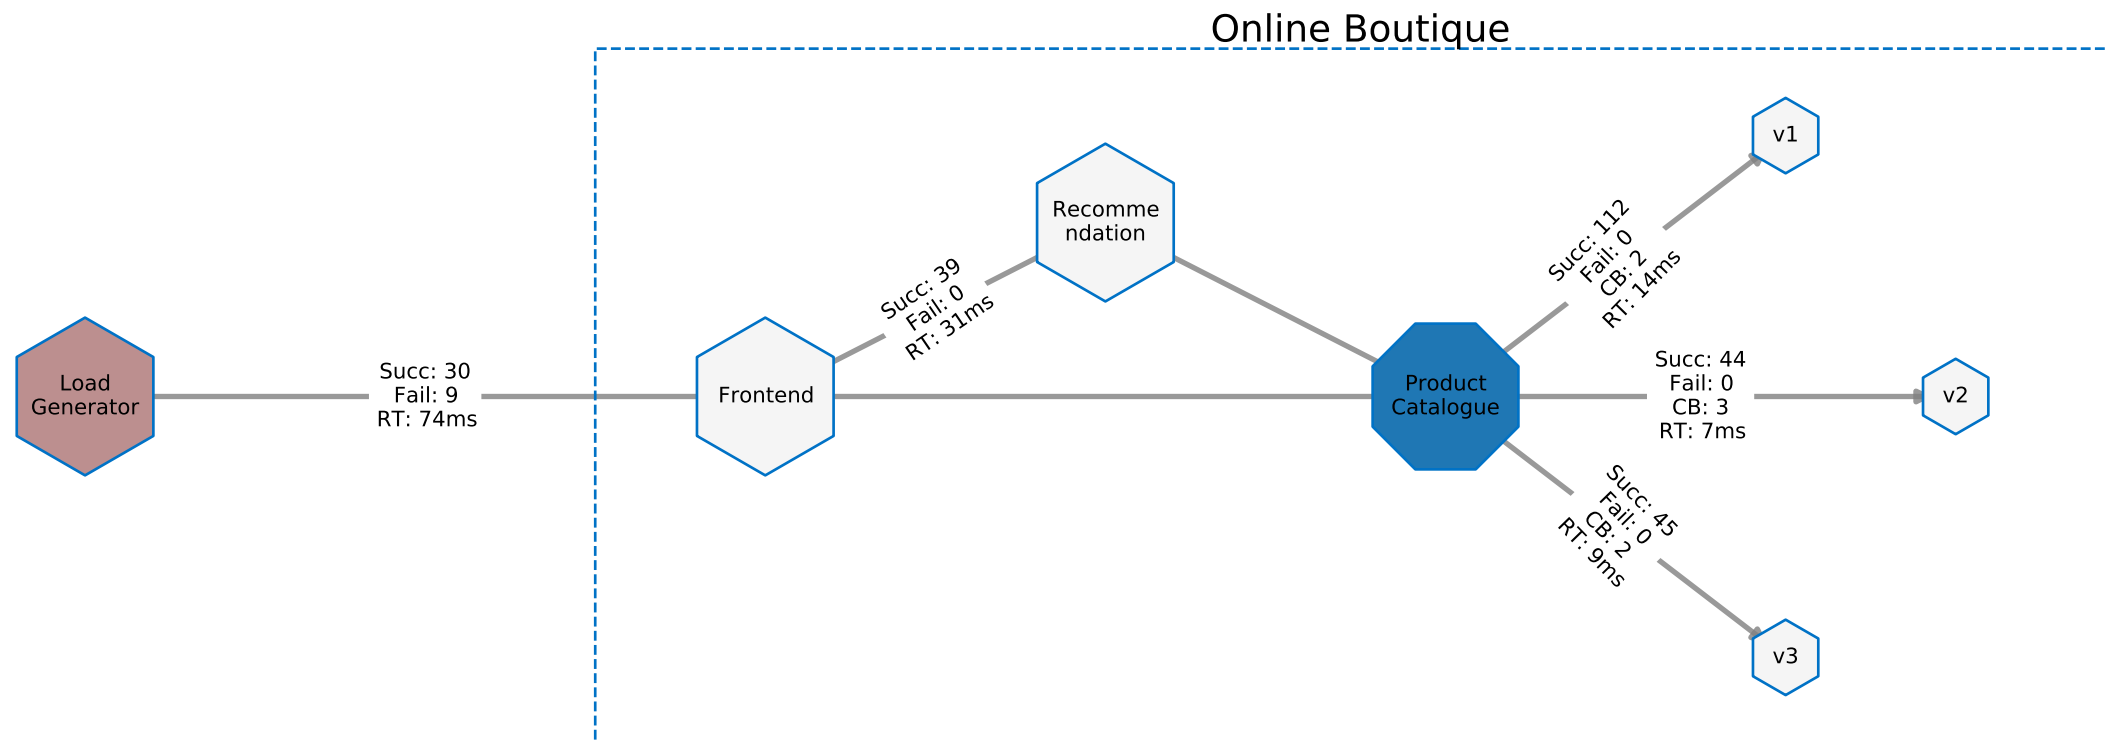 Online Boutique
Load
Generator
Succ: 30
Fail: 9
RT: 74ms
Frontend
Succ: 39
Fail: 0
RT: 31ms
Recomme
ndation
Product
Catalogue
Succ: 112
Fail: 0
CB: 2
RT: 14ms
v1
Succ: 44
Fail: 0
CB: 3
RT: 7ms
v2
Succ: 45
Fail: 0
CB: 2
RT: 9ms
v3